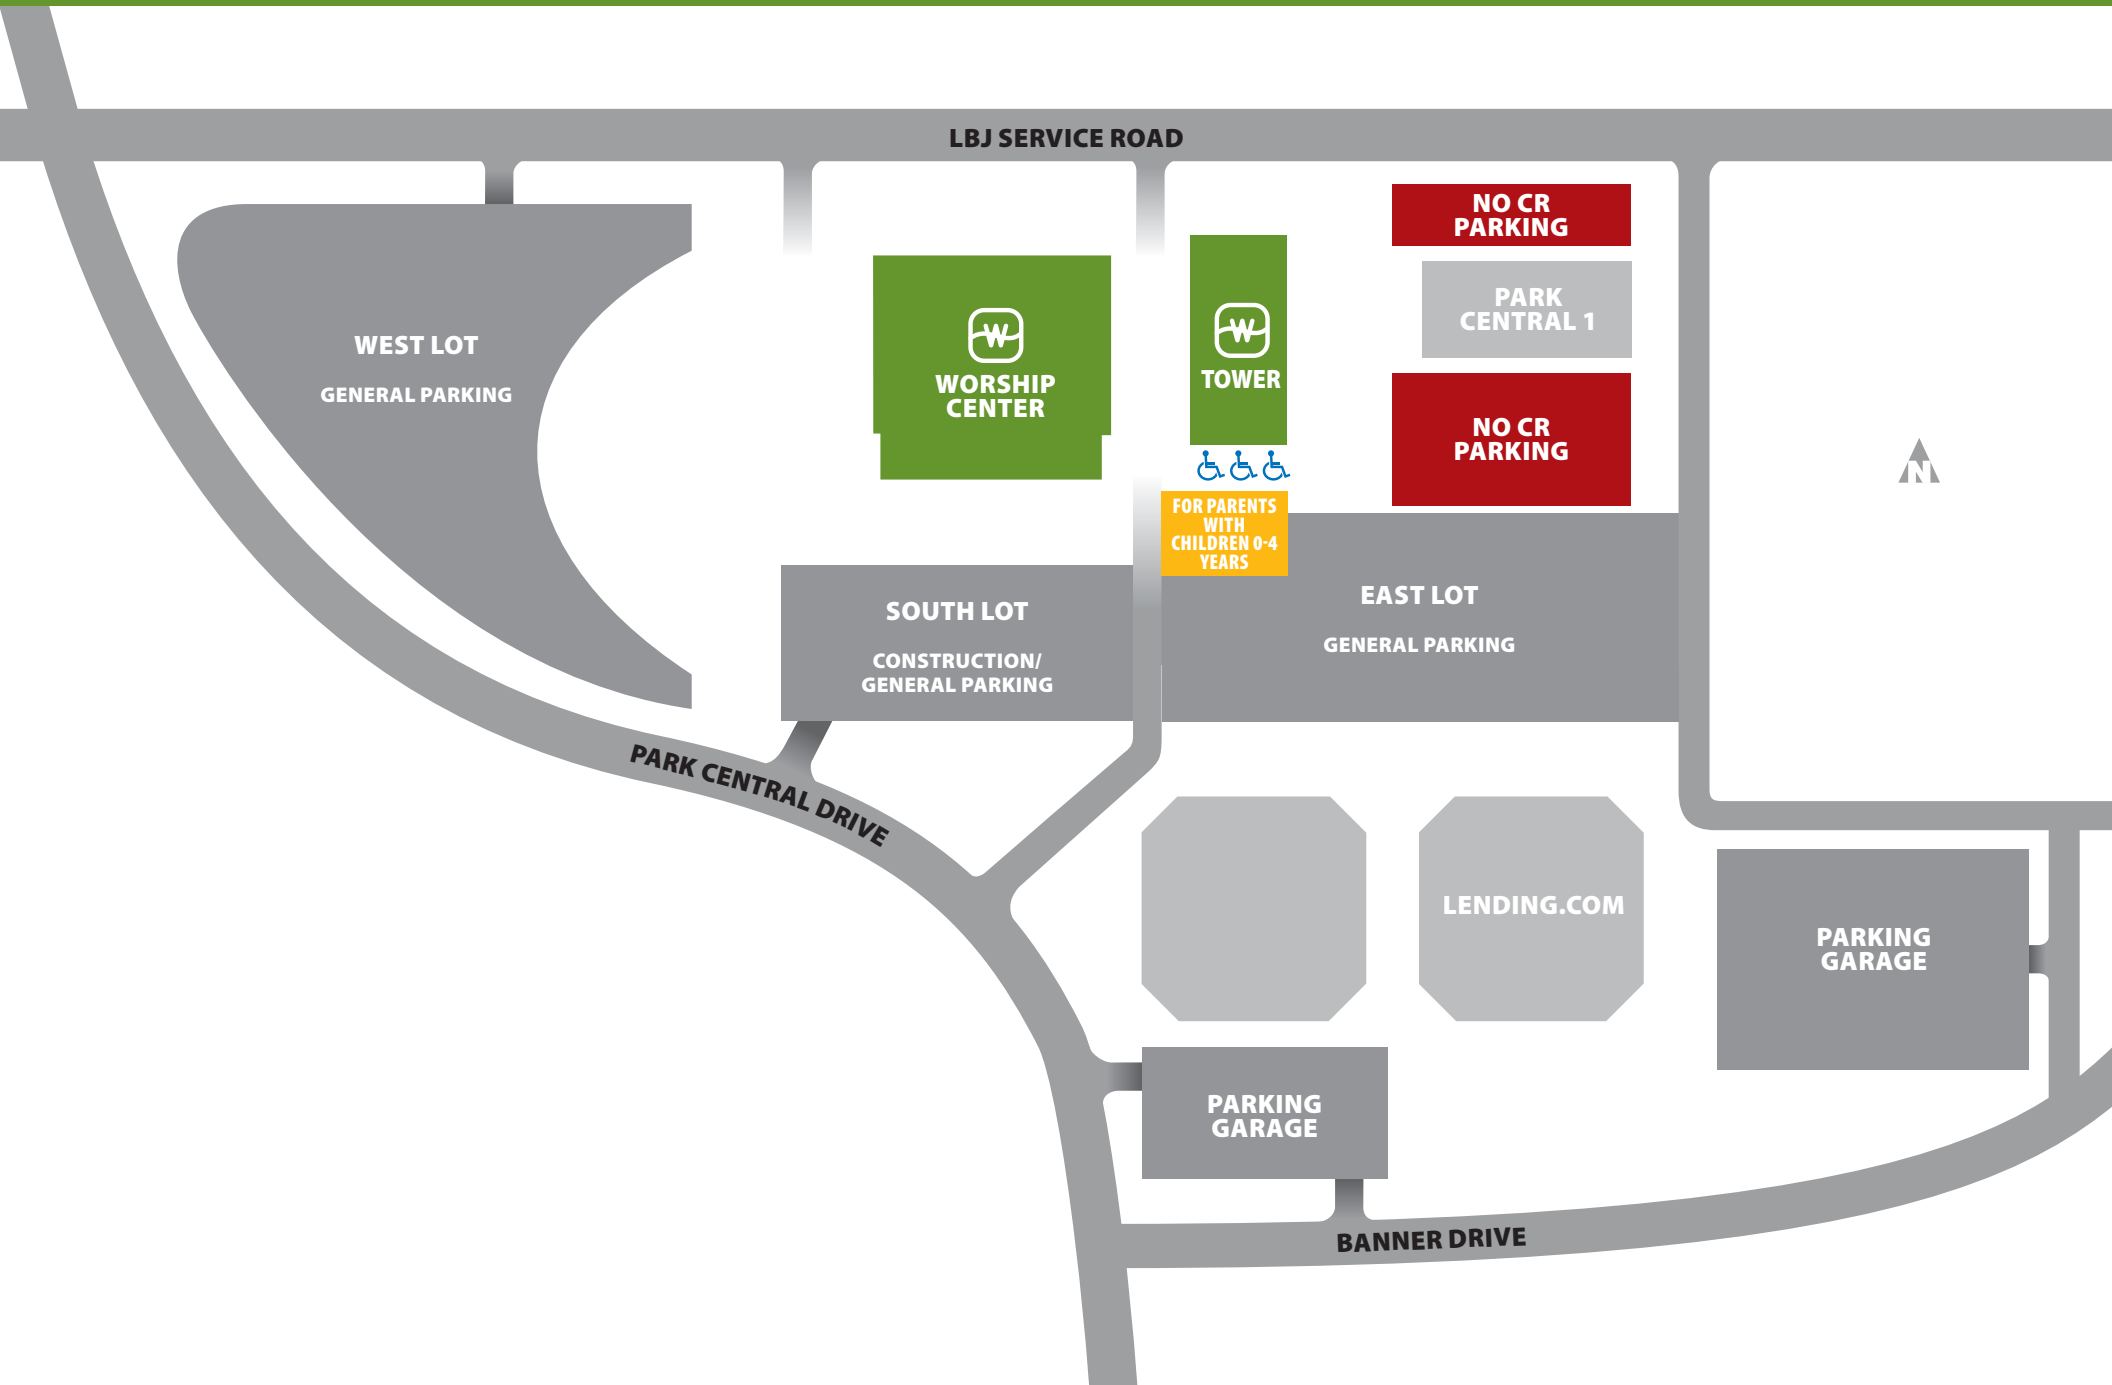 LBJ SERVICE ROAD
NO CR
PARKING
PARK
CENTRAL 1
NO CR
PARKING
WEST LOT
GENERAL PARKING
W
WORSHIP
CENTER
W
TOWER
N
FOR PARENTS
WITH
CHILDREN 0-4
YEARS
SOUTH LOT
CONSTRUCTION/
GENERAL PARKING
EAST LOT
GENERAL PARKING
PARK CENTRAL DRIVE
LENDING.COM
PARKING
GARAGE
PARKING
GARAGE
BANNER DRIVE